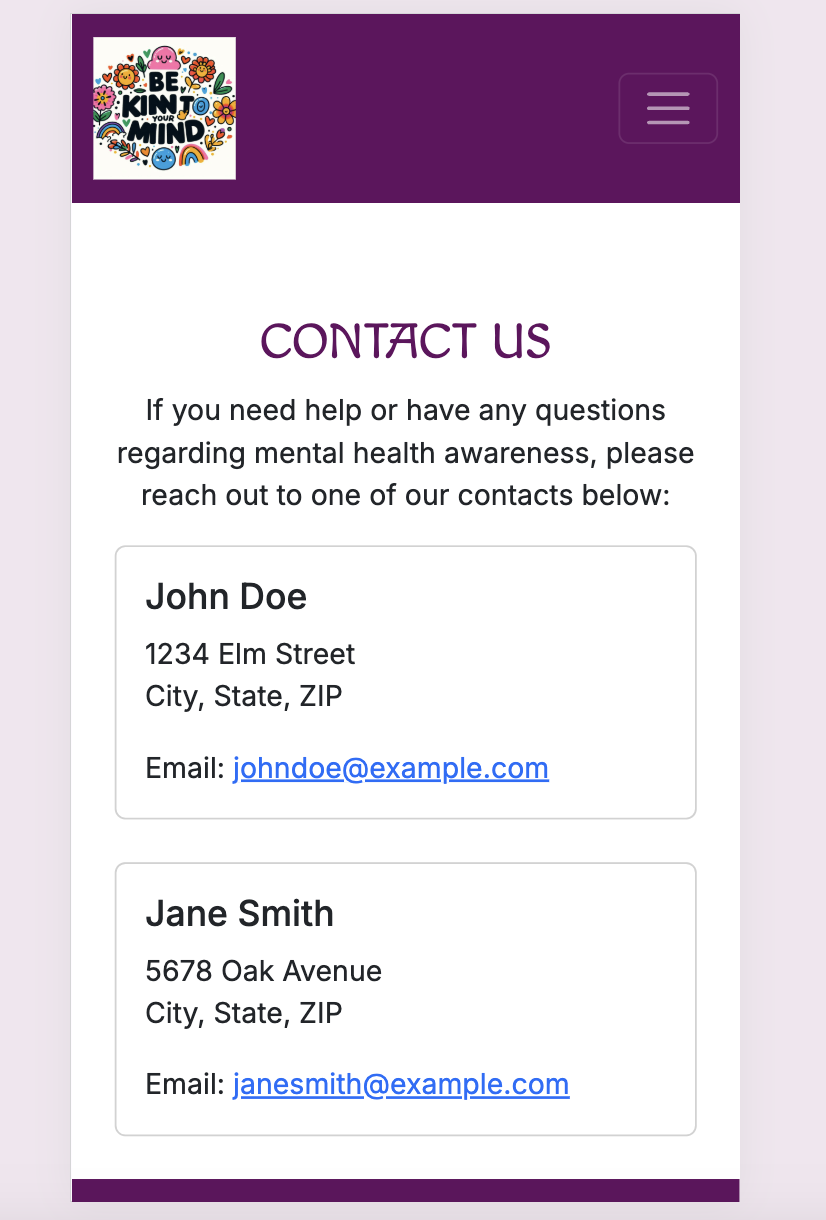 BE
KINN TO
YOUR
MIND
CONTACT US
If you need help or have any questions
regarding mental health awareness, please
reach out to one of our contacts below:
John Doe
1234 Elm Street
City, State, ZIP
Email: johndoe@example.com
Jane Smith
5678 Oak Avenue
City, State, ZIP
Email: janesmith@example.com